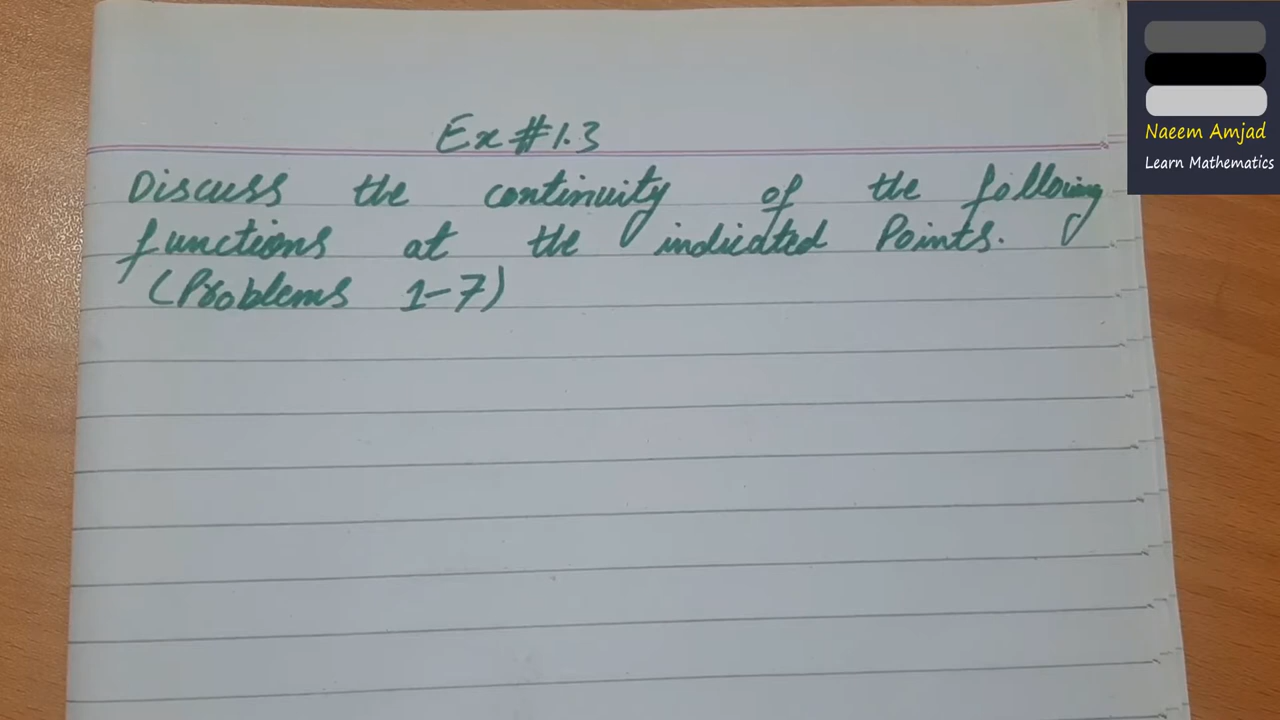 Ex #1.3
Discuss the continuity of the following
functions at the indicated Points.
(Problems 1-7)
Naeem Amjad
Learn Mathematics